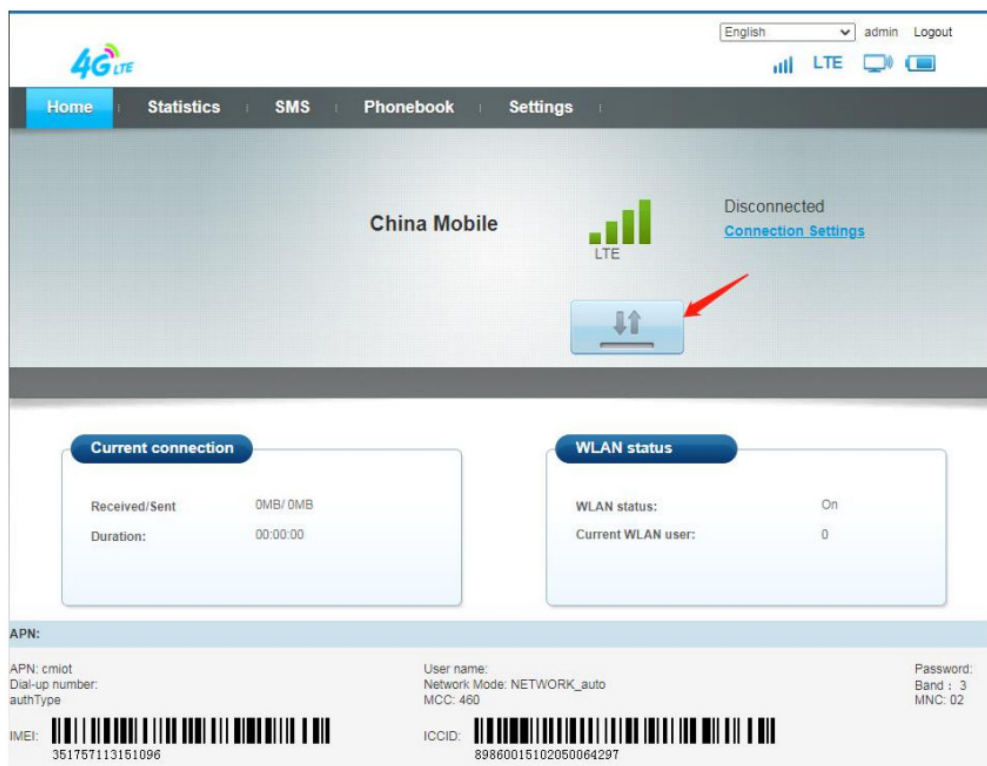 English admin Logout
4G LTE
LTE
Home Statistics SMS Phonebook Settings
China Mobile
LTE
Disconnected
Connection Settings
Current connection
Received/Sent 0MB/ 0MB
Duration: 00:00:00
WLAN status
WLAN status: On
Current WLAN user: 0
APN:
APN: cmiot
Dial-up number:
authType
User name:
Network Mode: NETWORK_auto
MCC: 460
Password:
Band : 3
MNC: 02
IMEI:
351757113151096
ICCID:
89860015102050064297